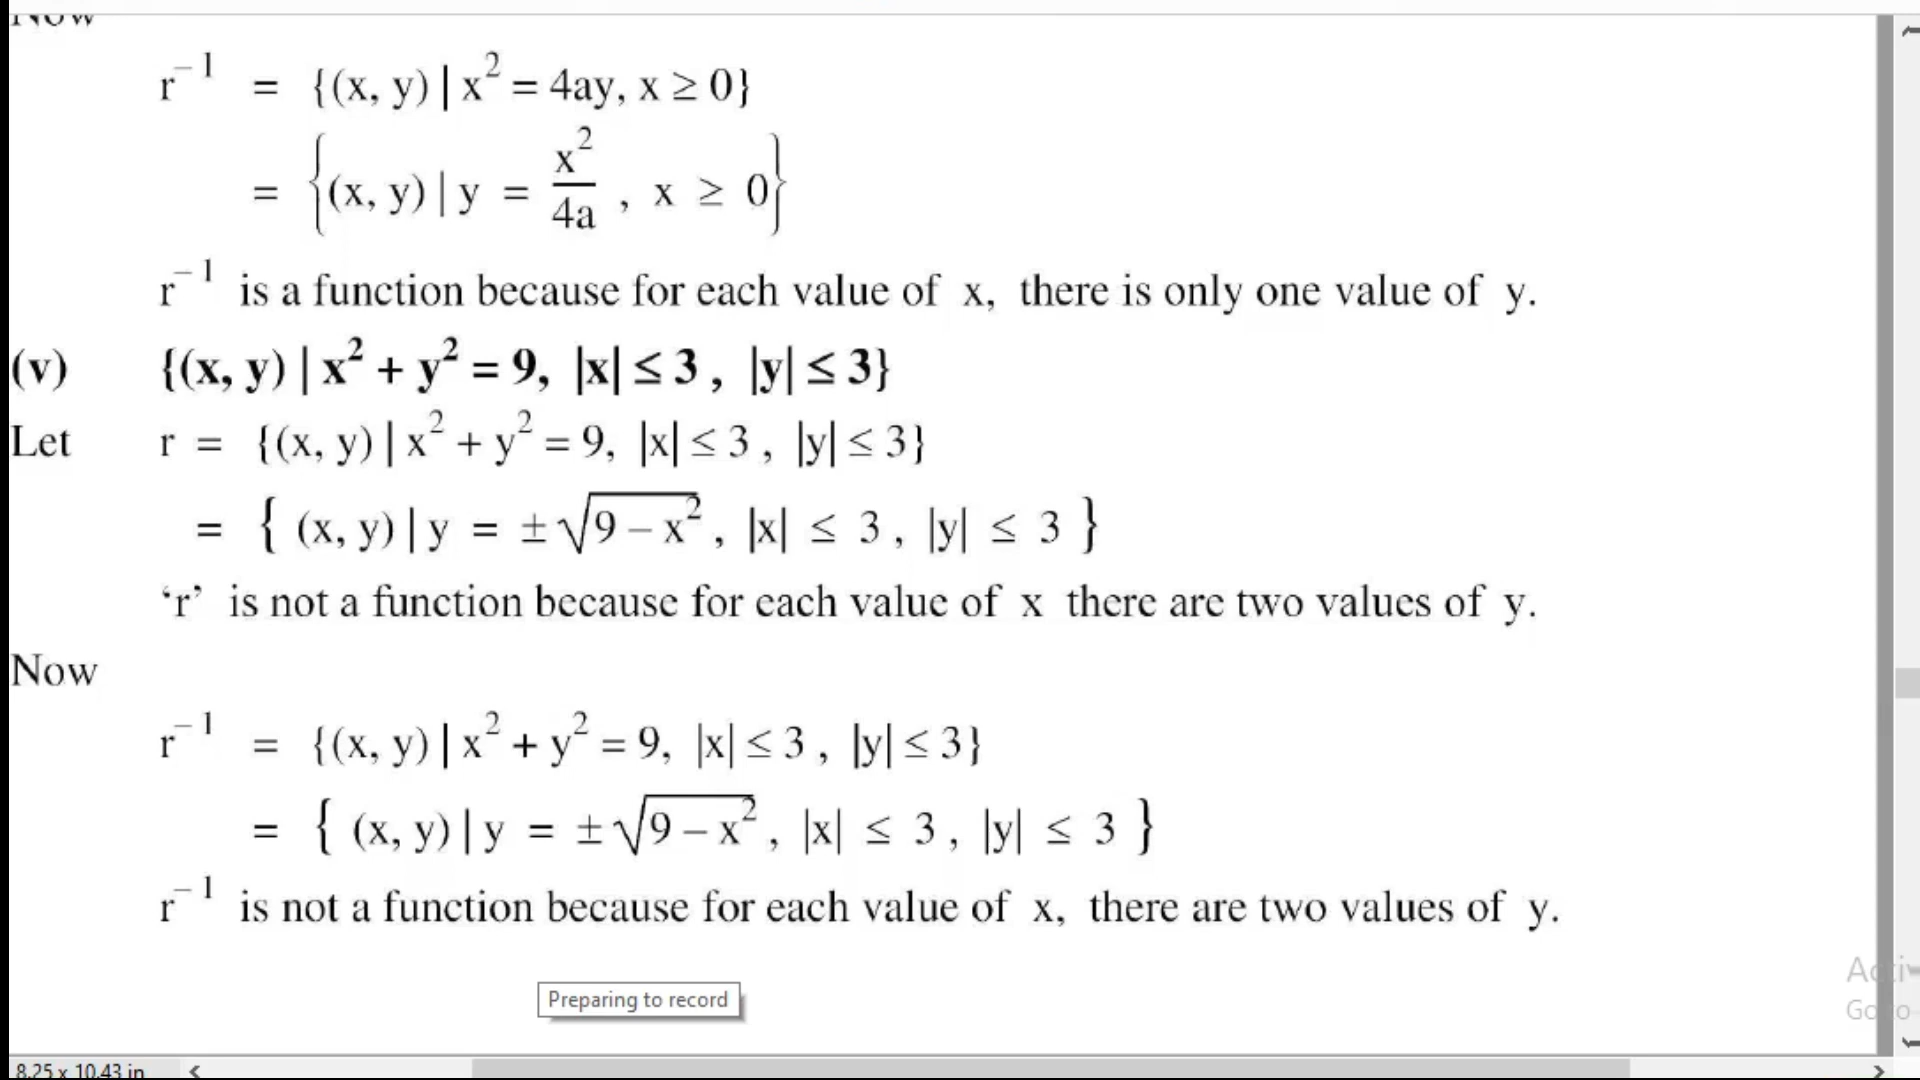 Now
r⁻¹ = {(x, y) | x² = 4ay, x ≥ 0}
= {(x, y) | y = x²/4a , x ≥ 0}
r⁻¹ is a function because for each value of x, there is only one value of y.
(v) {(x, y) | x² + y² = 9, |x| ≤ 3 , |y| ≤ 3}
Let r = {(x, y) | x² + y² = 9, |x| ≤ 3 , |y| ≤ 3}
= { (x, y) | y = ±√(9 – x²) , |x| ≤ 3 , |y| ≤ 3 }
‘r’ is not a function because for each value of x there are two values of y.
Now
r⁻¹ = {(x, y) | x² + y² = 9, |x| ≤ 3 , |y| ≤ 3}
= { (x, y) | y = ±√(9 – x²) , |x| ≤ 3 , |y| ≤ 3 }
r⁻¹ is not a function because for each value of x, there are two values of y.
Preparing to record
8.25 x 10.43 in